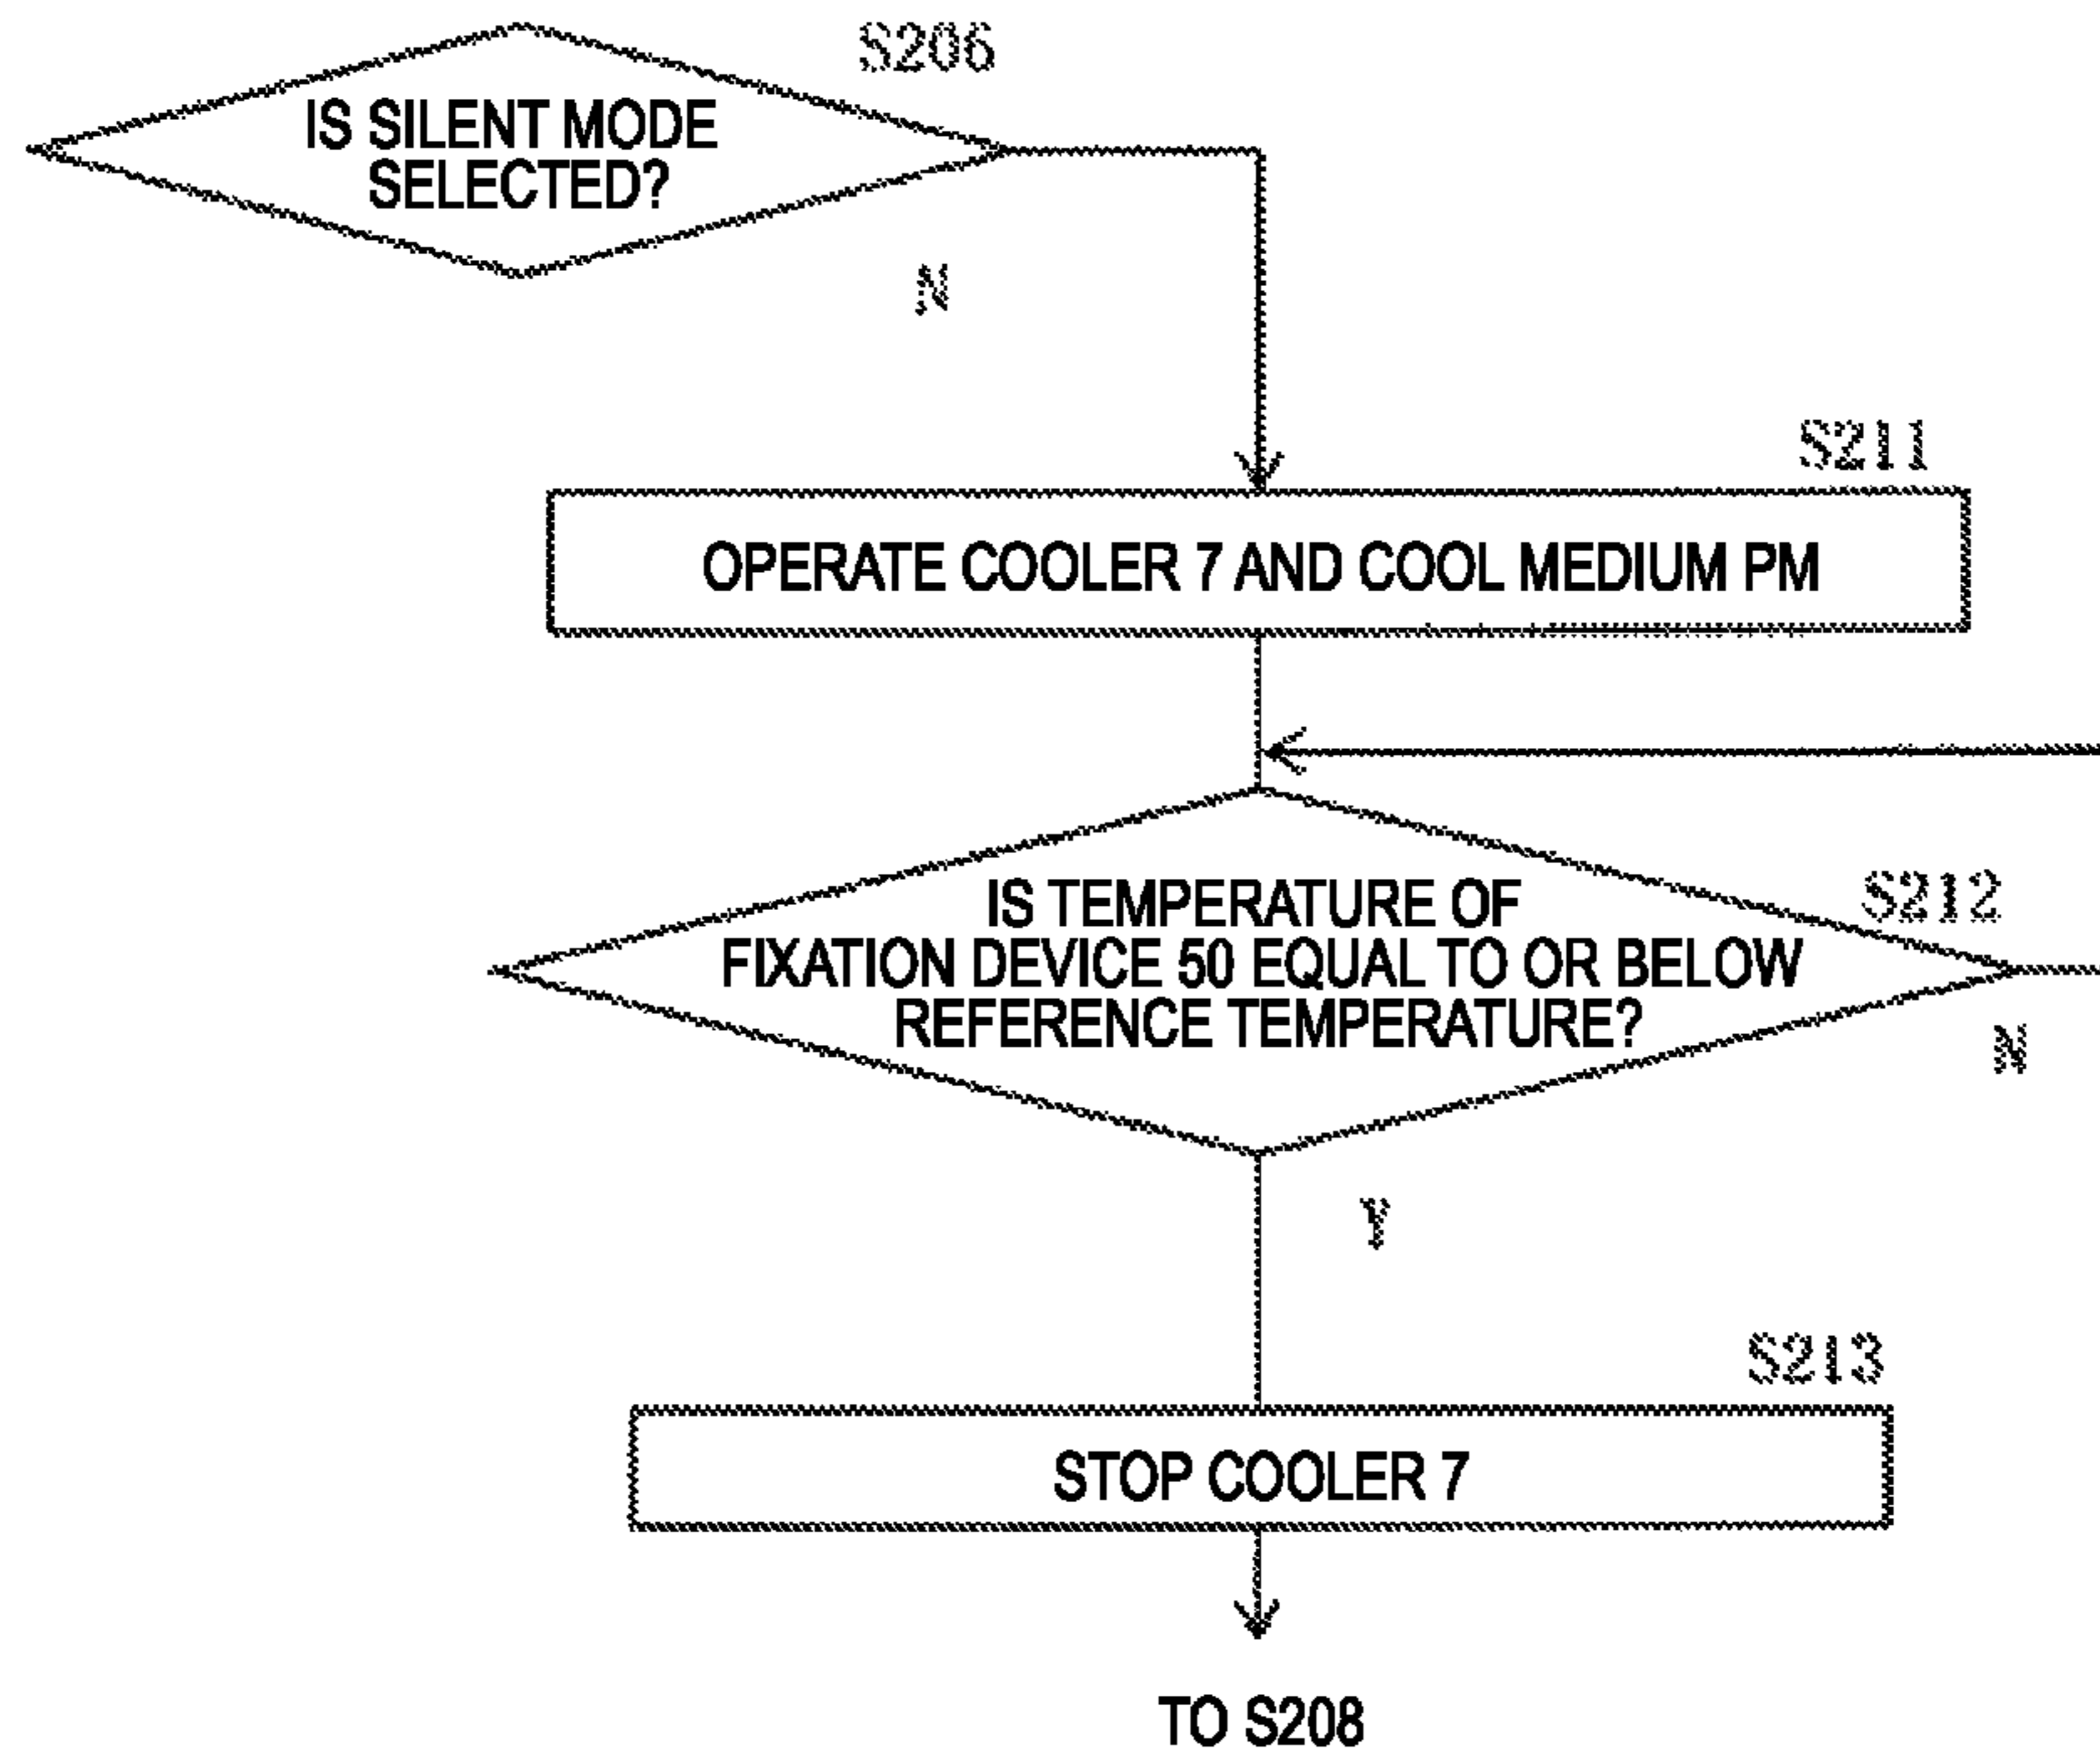 S206
IS SILENT MODE
SELECTED?
N
S211
OPERATE COOLER 7 AND COOL MEDIUM PM
S212
IS TEMPERATURE OF
FIXATION DEVICE 50 EQUAL TO OR BELOW
REFERENCE TEMPERATURE?
N
Y
S213
STOP COOLER 7
TO S208